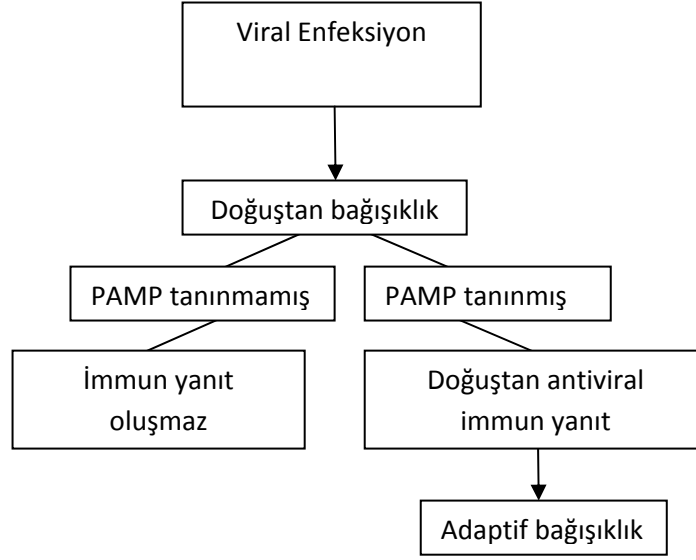 Viral Enfeksiyon
Doğuştan bağışıklık
PAMP tanınmamış
PAMP tanınmış
İmmun yanıt
oluşmaz
Doğuştan antiviral
immun yanıt
Adaptif bağışıklık